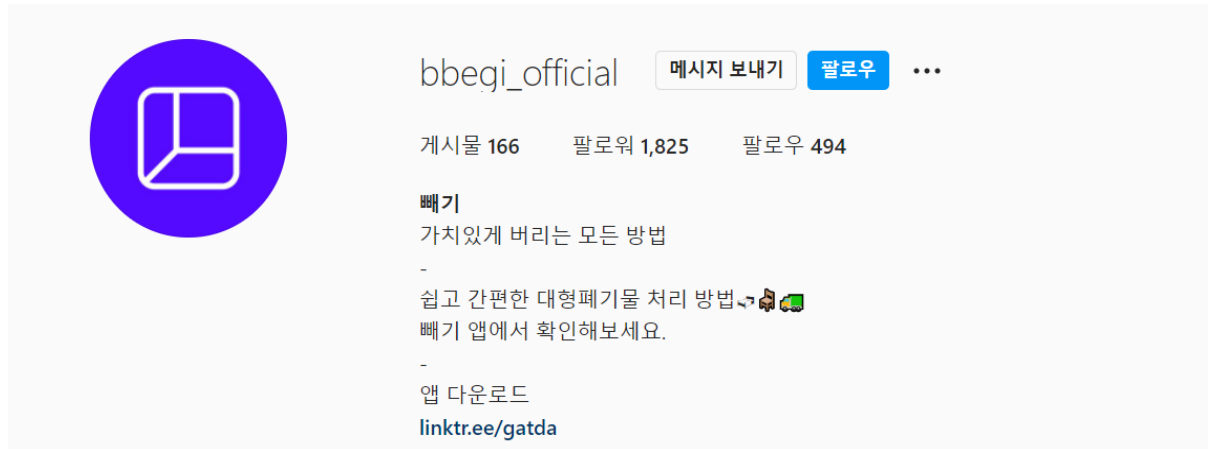 bbegi_official 메시지 보내기 팔로우
게시물 166 팔로워 1,825 팔로우 494
빼기
가치있게 버리는 모든 방법
-
쉽고 간편한 대형폐기물 처리 방법🛋🪑🚛
빼기 앱에서 확인해보세요.
-
앱 다운로드
linktr.ee/gatda